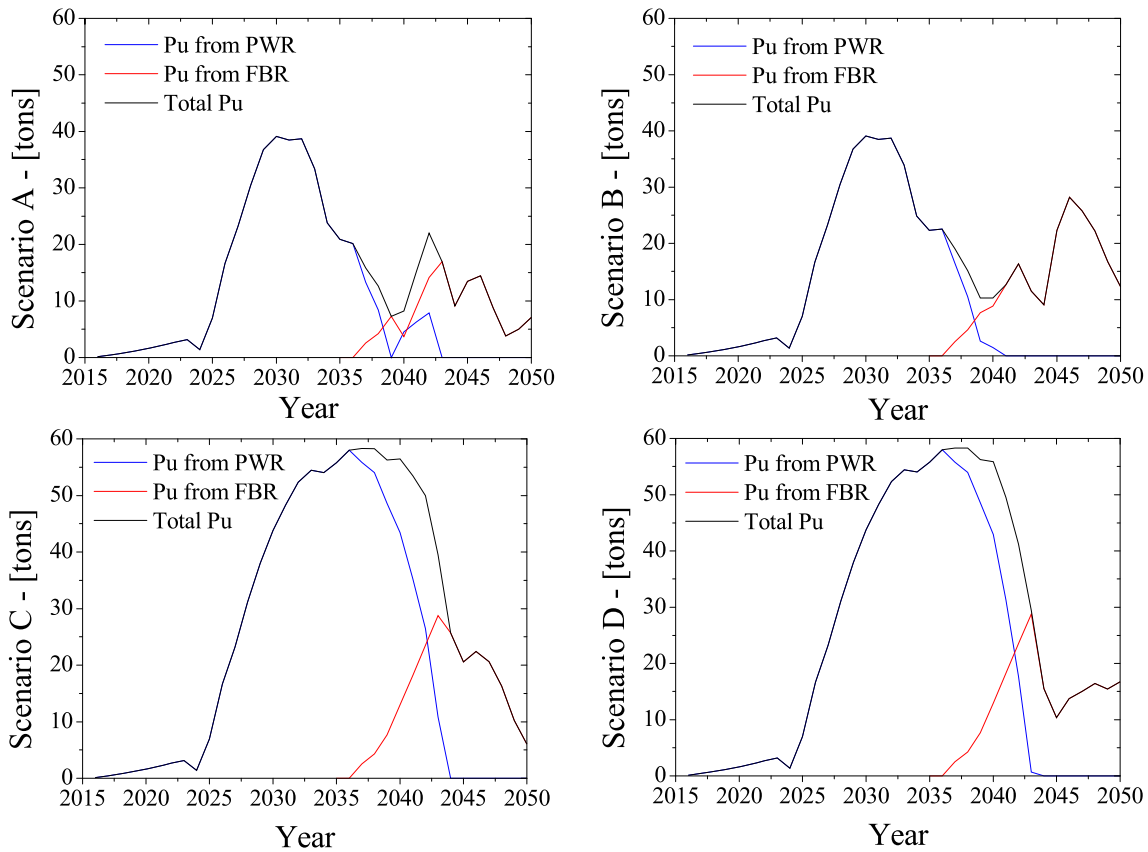 Scenario A - [tons]
60
50
40
30
20
10
0
Pu from PWR
Pu from FBR
Total Pu
2015 2020 2025 2030 2035 2040 2045 2050
Year
Scenario B - [tons]
60
50
40
30
20
10
0
Pu from PWR
Pu from FBR
Total Pu
2015 2020 2025 2030 2035 2040 2045 2050
Year
Scenario C - [tons]
60
50
40
30
20
10
0
Pu from PWR
Pu from FBR
Total Pu
2015 2020 2025 2030 2035 2040 2045 2050
Year
Scenario D - [tons]
60
50
40
30
20
10
0
Pu from PWR
Pu from FBR
Total Pu
2015 2020 2025 2030 2035 2040 2045 2050
Year